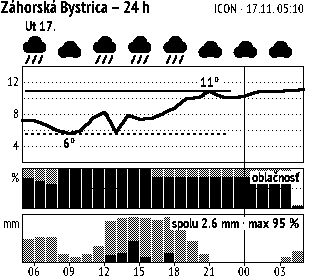 Záhorská Bystrica – 24 h
ICON · 17.11. 05:10
Ut 17.
12
8
4
11°
6°
%
oblačnosť
mm
spolu 2.6 mm · max 95 %
06 09 12 15 18 21 00 03